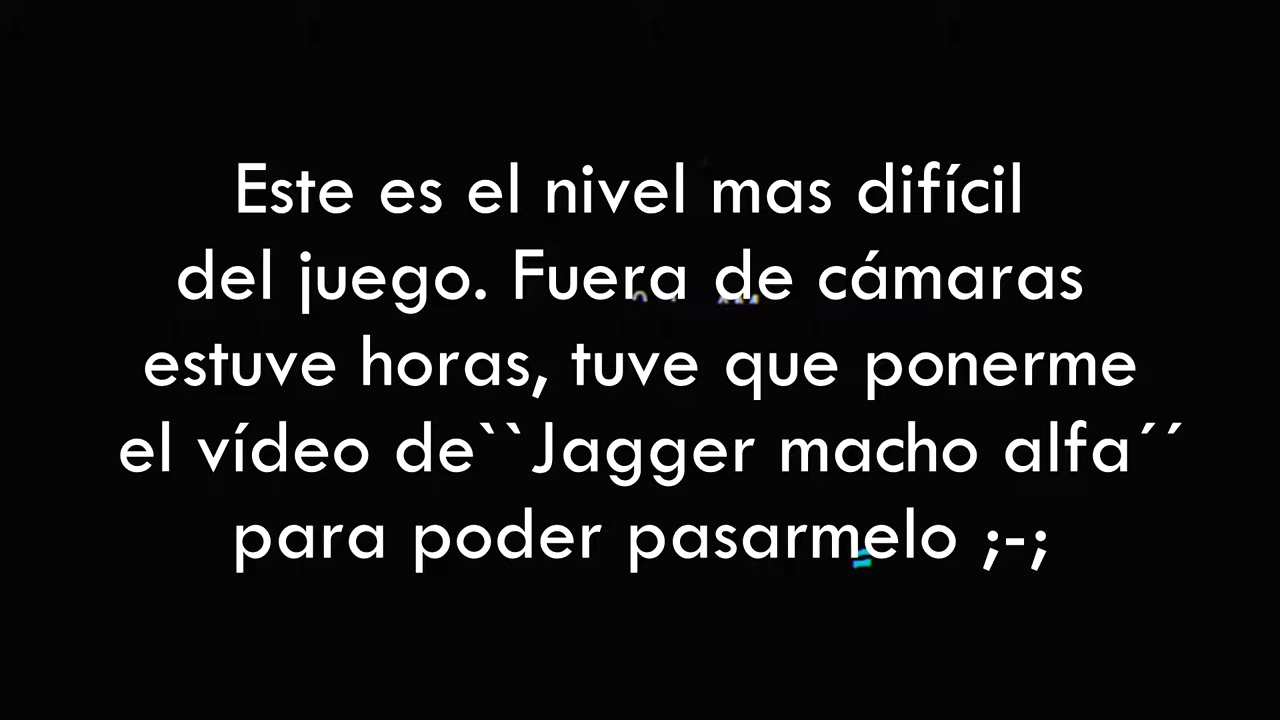 Este es el nivel mas difícil
del juego. Fuera de cámaras
estuve horas, tuve que ponerme
el vídeo de``Jagger macho alfa´´
para poder pasarmelo ;-;